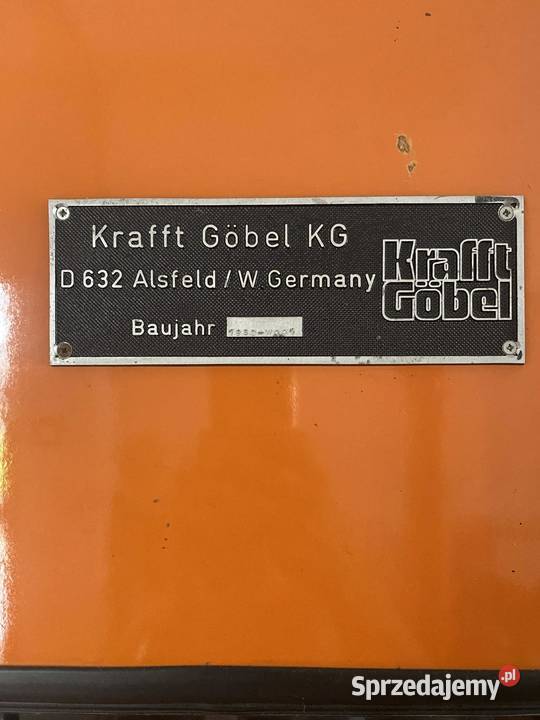 Krafft Göbel KG
D 632 Alsfeld / W. Germany
Baujahr
Krafft
Göbel
Sprzedajemy.pl